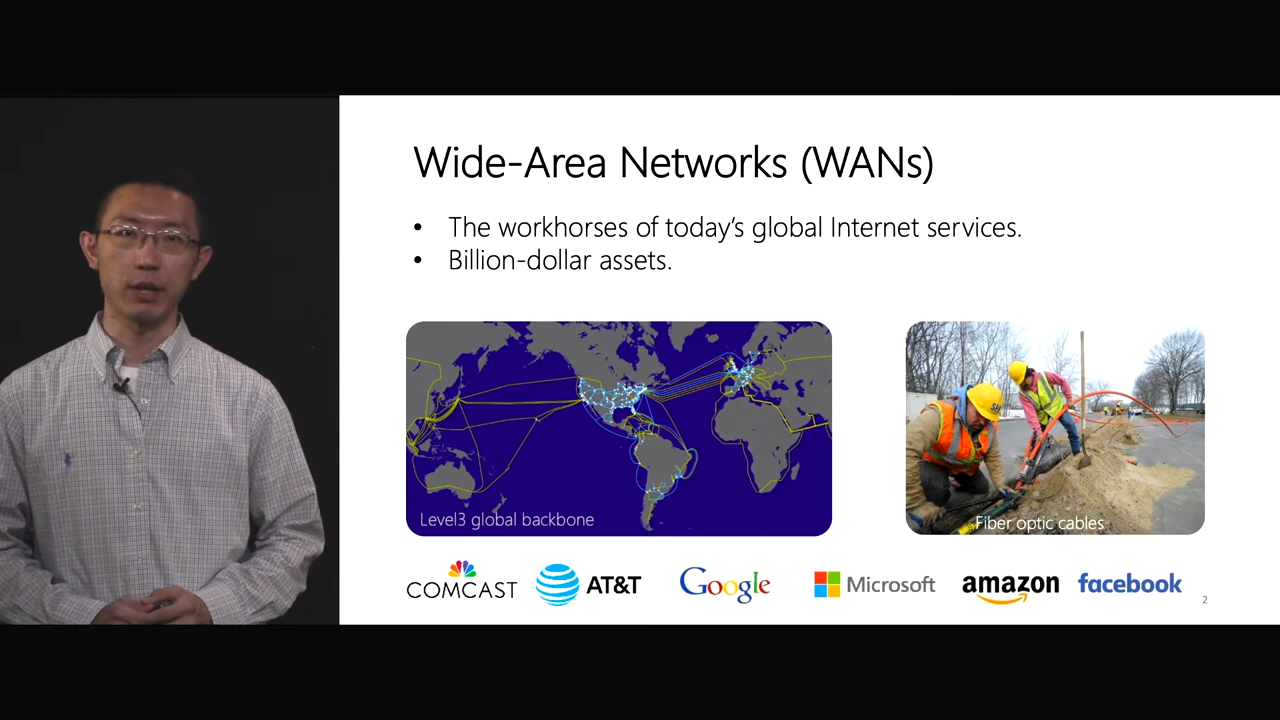 Wide-Area Networks (WANs)
• The workhorses of today's global Internet services.
• Billion-dollar assets.
Level3 global backbone
Fiber optic cables
COMCAST AT&T Google Microsoft amazon facebook
2